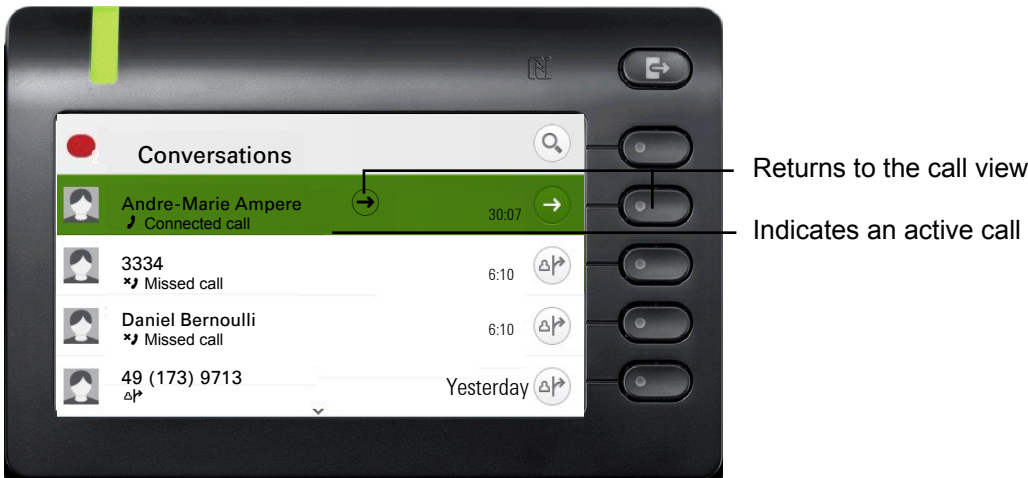 Conversations
Andre-Marie Ampere
Connected call
30:07
Returns to the call view
Indicates an active call
3334
Missed call
6:10
Daniel Bernoulli
Missed call
6:10
49 (173) 9713
Yesterday